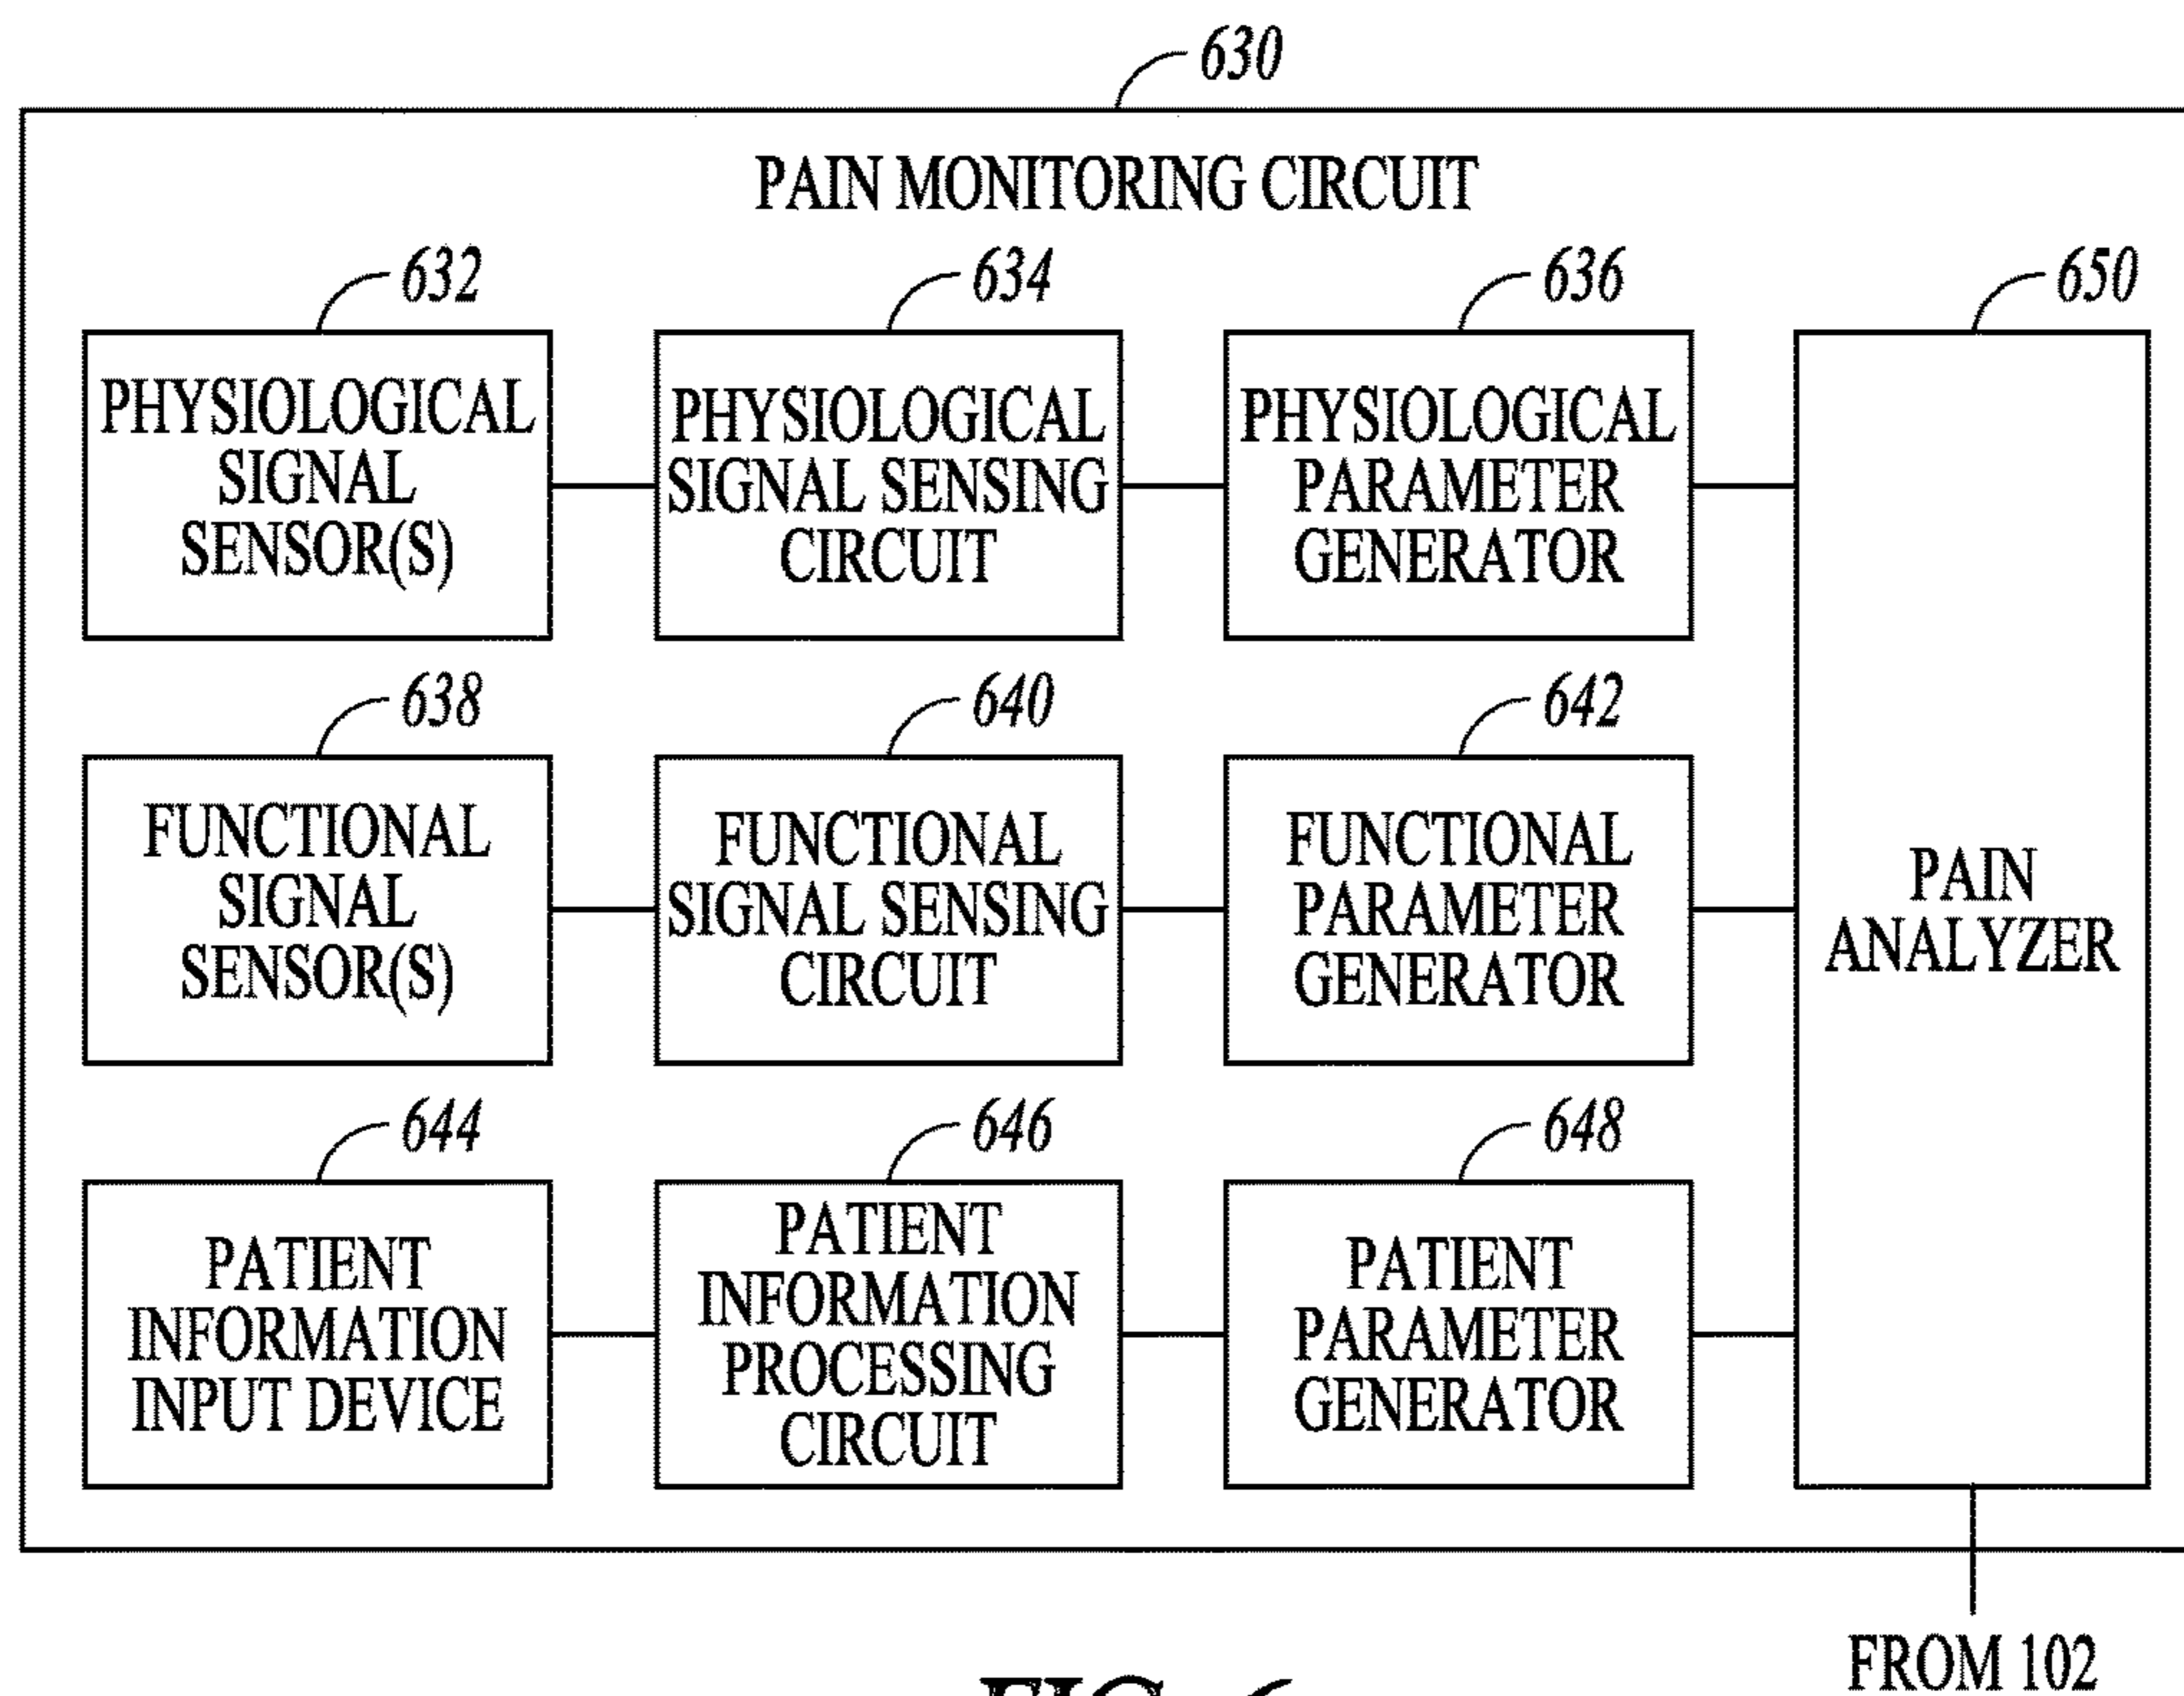 630
PAIN MONITORING CIRCUIT
632
634
636
650
PHYSIOLOGICAL
SIGNAL
SENSOR(S)
PHYSIOLOGICAL
SIGNAL SENSING
CIRCUIT
PHYSIOLOGICAL
PARAMETER
GENERATOR
638
640
642
FUNCTIONAL
SIGNAL
SENSOR(S)
FUNCTIONAL
SIGNAL SENSING
CIRCUIT
FUNCTIONAL
PARAMETER
GENERATOR
PAIN
ANALYZER
644
646
648
PATIENT
INFORMATION
INPUT DEVICE
PATIENT
INFORMATION
PROCESSING
CIRCUIT
PATIENT
PARAMETER
GENERATOR
FROM 102